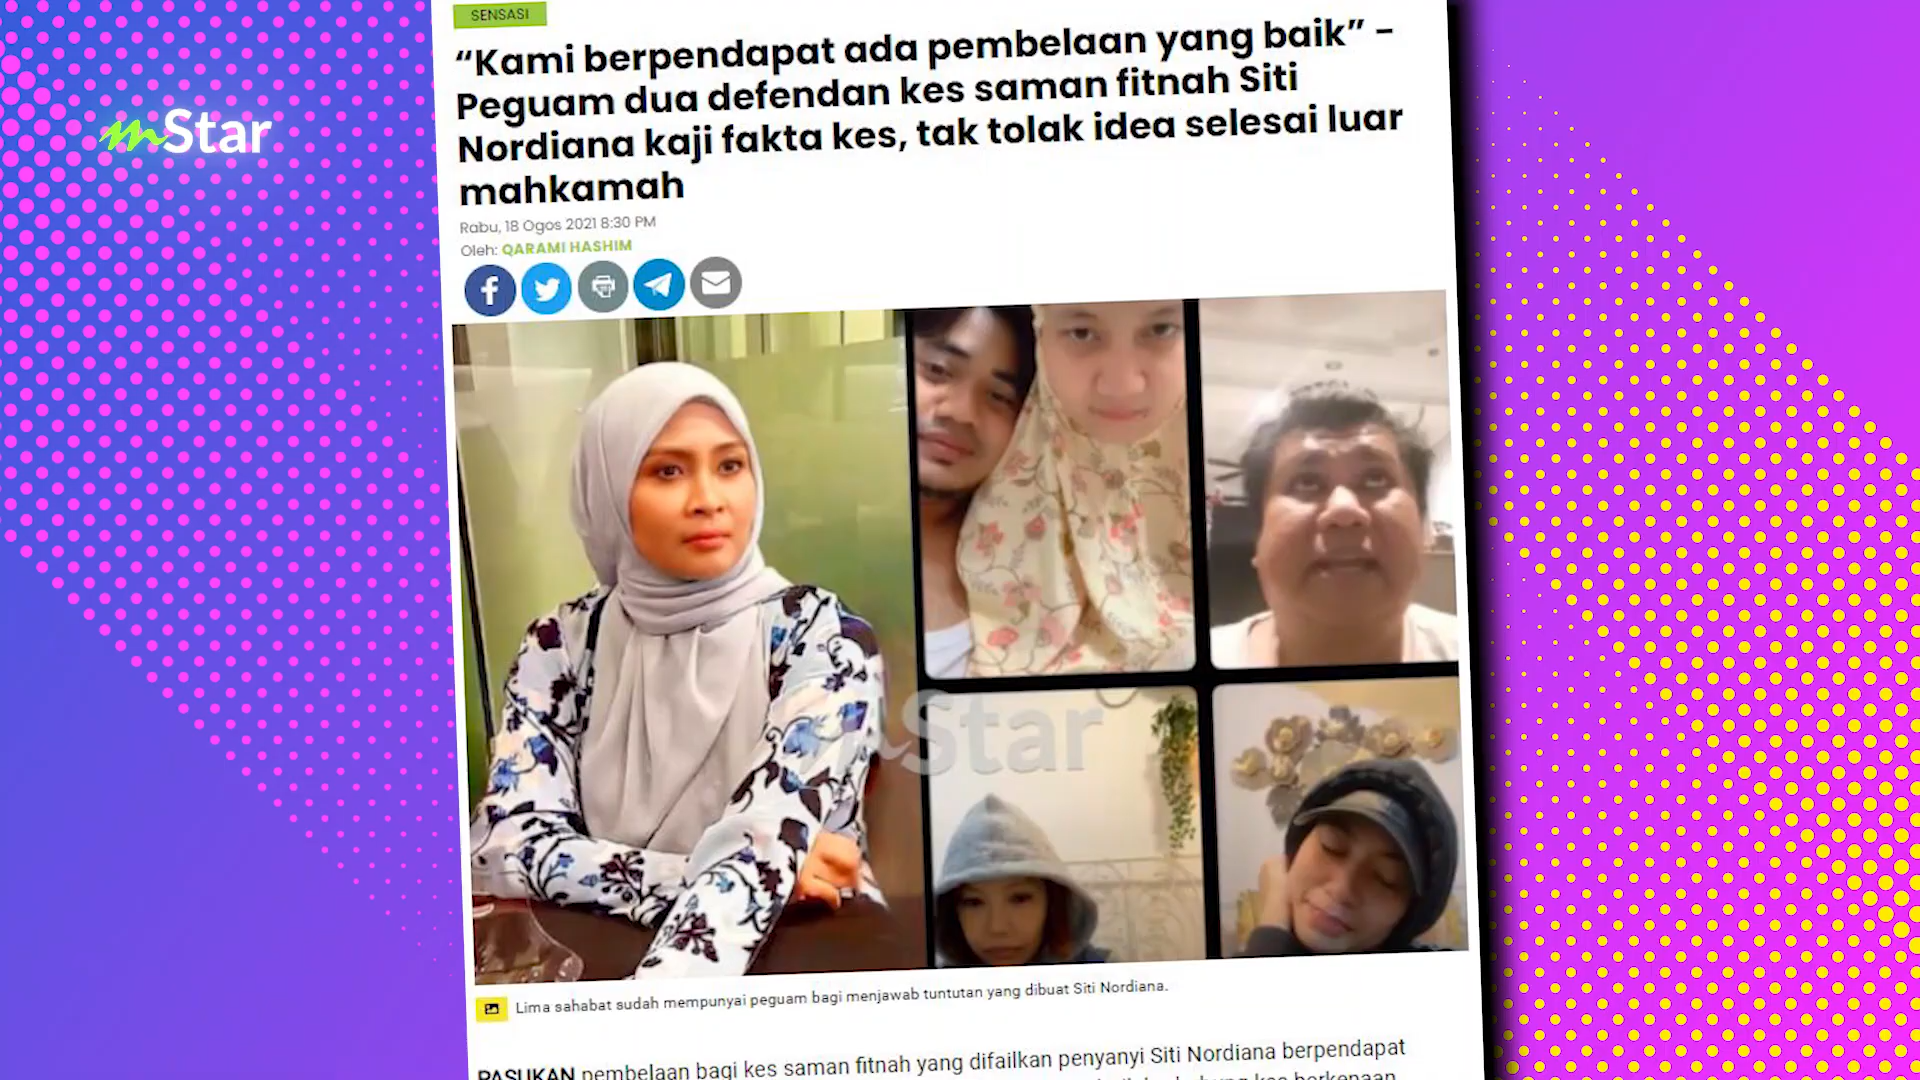 SENSASI
“Kami berpendapat ada pembelaan yang baik” –
Peguam dua defendan kes saman fitnah Siti
Nordiana kaji fakta kes, tak tolak idea selesai luar
mahkamah
mStar
Rabu, 18 Ogos 2021 8:30 PM
Oleh: QARAMI HASHIM
mStar
Lima sahabat sudah mempunyai peguam bagi menjawab tuntutan yang dibuat Siti Nordiana.
PASUKAN pembelaan bagi kes saman fitnah yang difailkan penyanyi Siti Nordiana berpendapat
kes berkenaan